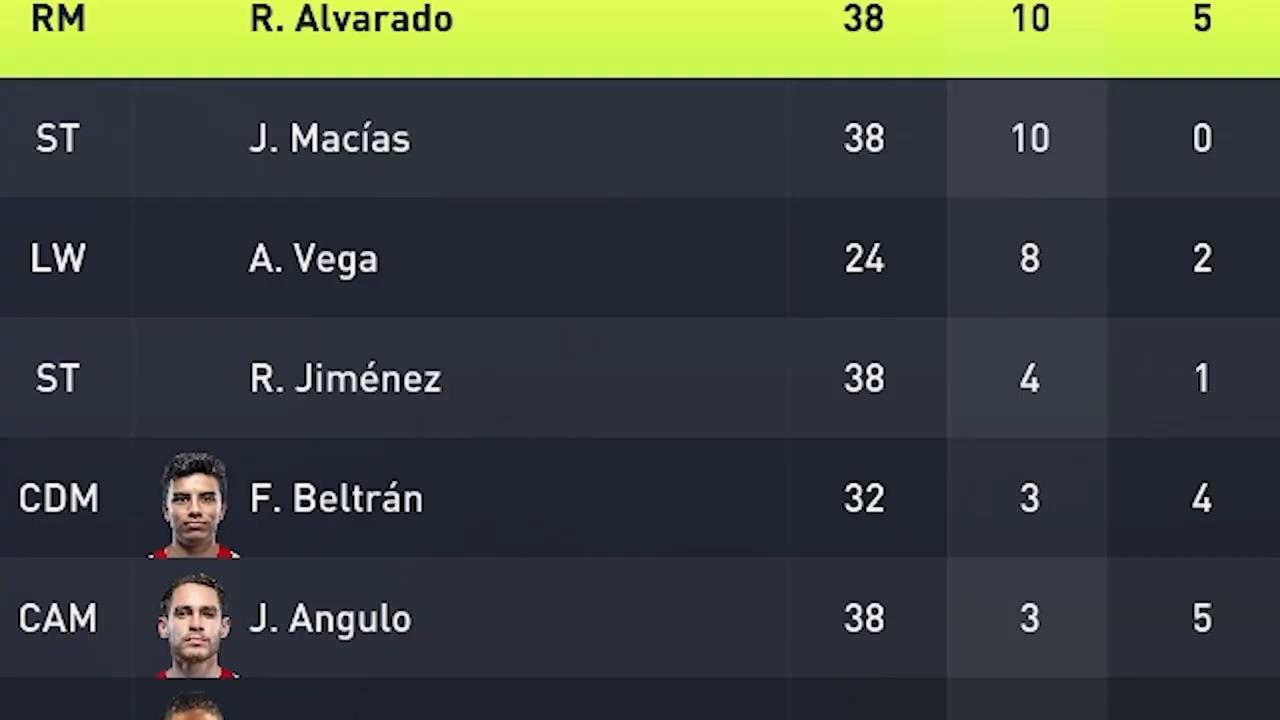 RM R. Alvarado 38 10 5
ST J. Macías 38 10 0
LW A. Vega 24 8 2
ST R. Jiménez 38 4 1
CDM F. Beltrán 32 3 4
CAM J. Angulo 38 3 5